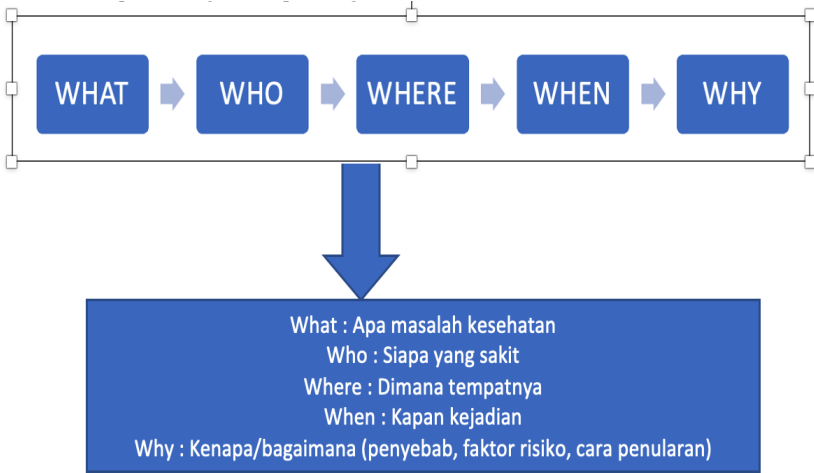 WHAT
WHO
WHERE
WHEN
WHY
What : Apa masalah kesehatan
Who : Siapa yang sakit
Where : Dimana tempatnya
When : Kapan kejadian
Why : Kenapa/bagaimana (penyebab, faktor risiko, cara penularan)